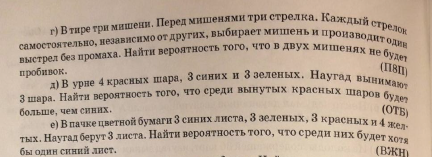 г) В тире три мишени. Перед мишенями три стрелка. Каждый стрелок
самостоятельно, независимо от других, выбирает мишень и производит один
выстрел без промаха. Найти вероятность того, что в двух мишенях не будет
пробивок. (П8П)
д) В урне 4 красных шара, 3 синих и 3 зеленых. Наугад вынимают
3 шара. Найти вероятность того, что среди вынутых красных шаров будет
больше, чем синих. (ОТБ)
е) В пачке цветной бумаги 3 синих листа, 3 зеленых, 3 красных и 4 жел-
тых. Наугад берут 3 листа. Найти вероятность того, что среди них будет хотя
бы один синий лист. (ВЖН)